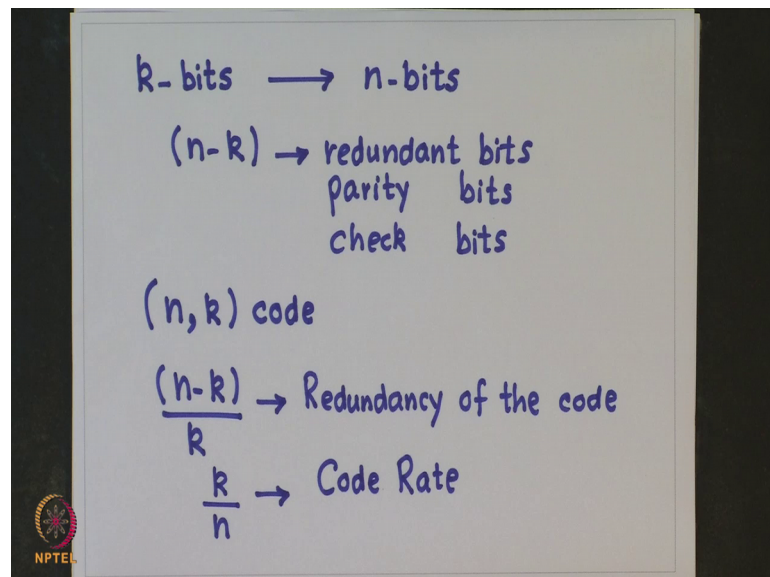 k-bits → n-bits
(n-k) → redundant bits
parity bits
check bits
(n,k) code
(n-k)/k → Redundancy of the code
k/n → Code Rate
NPTEL